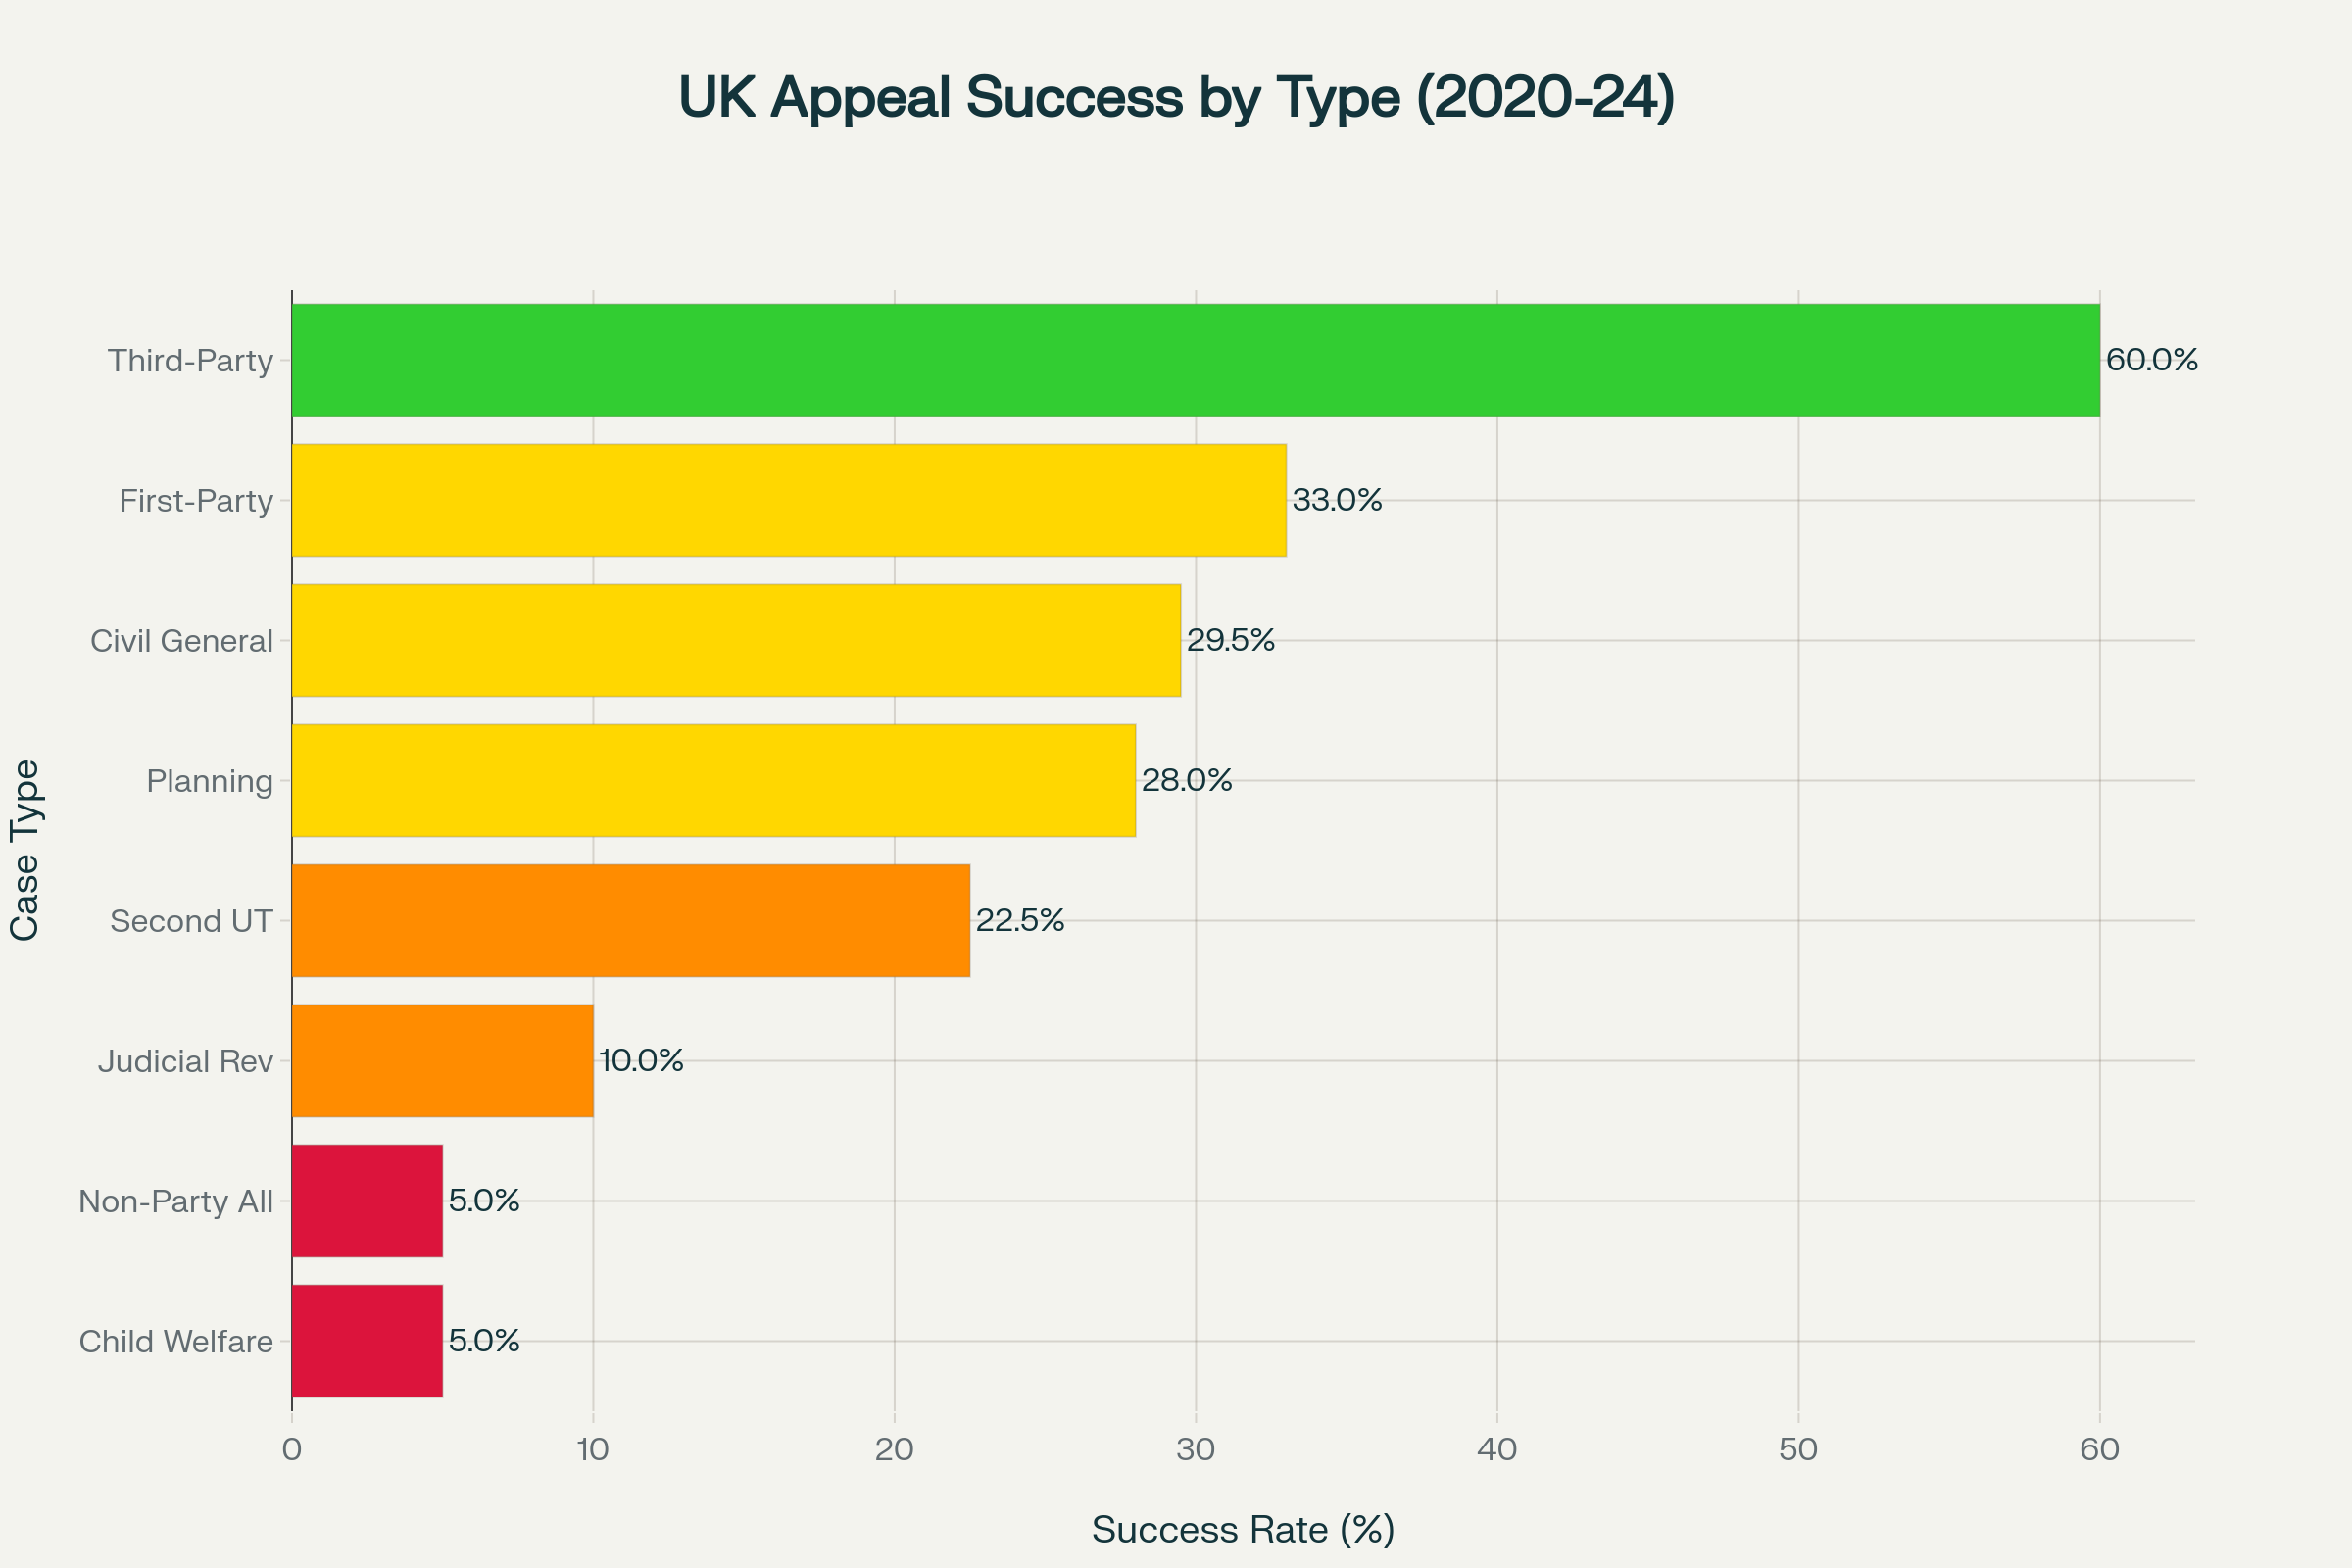 UK Appeal Success by Type (2020-24)
Case Type
Third-Party
60.0%
First-Party
33.0%
Civil General
29.5%
Planning
28.0%
Second UT
22.5%
Judicial Rev
10.0%
Non-Party All
5.0%
Child Welfare
5.0%
0 10 20 30 40 50 60
Success Rate (%)